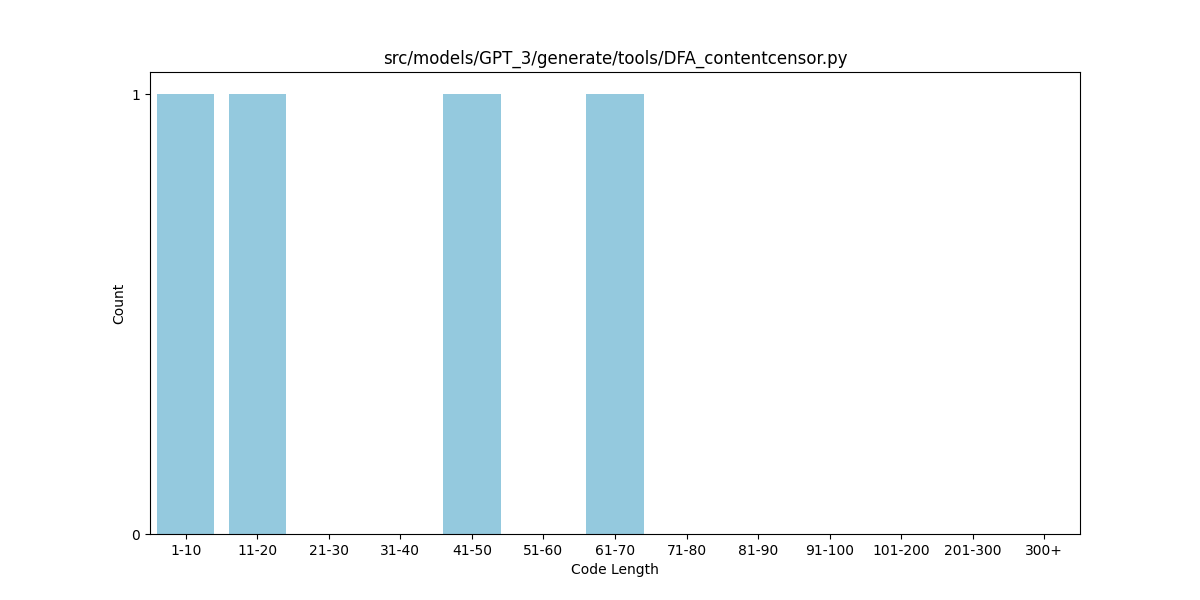 src/models/GPT_3/generate/tools/DFA_contentcensor.py
1
Count
0
1-10 11-20 21-30 31-40 41-50 51-60 61-70 71-80 81-90 91-100 101-200 201-300 300+
Code Length